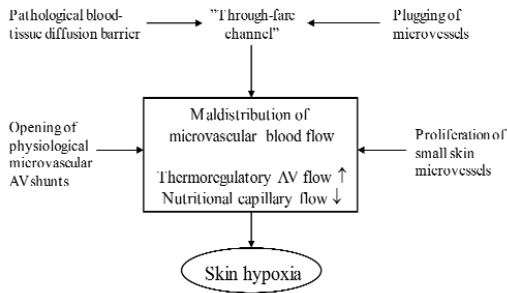 Pathological blood-
tissue diffusion barrier
"Through-fare
channel"
Plugging of
microvessels
Opening of
physiological
microvascular
AV shunts
Maldistribution of
microvascular blood flow
Thermoregulatory AV flow ↑
Nutritional capillary flow ↓
Proliferation of
small skin
microvessels
Skin hypoxia